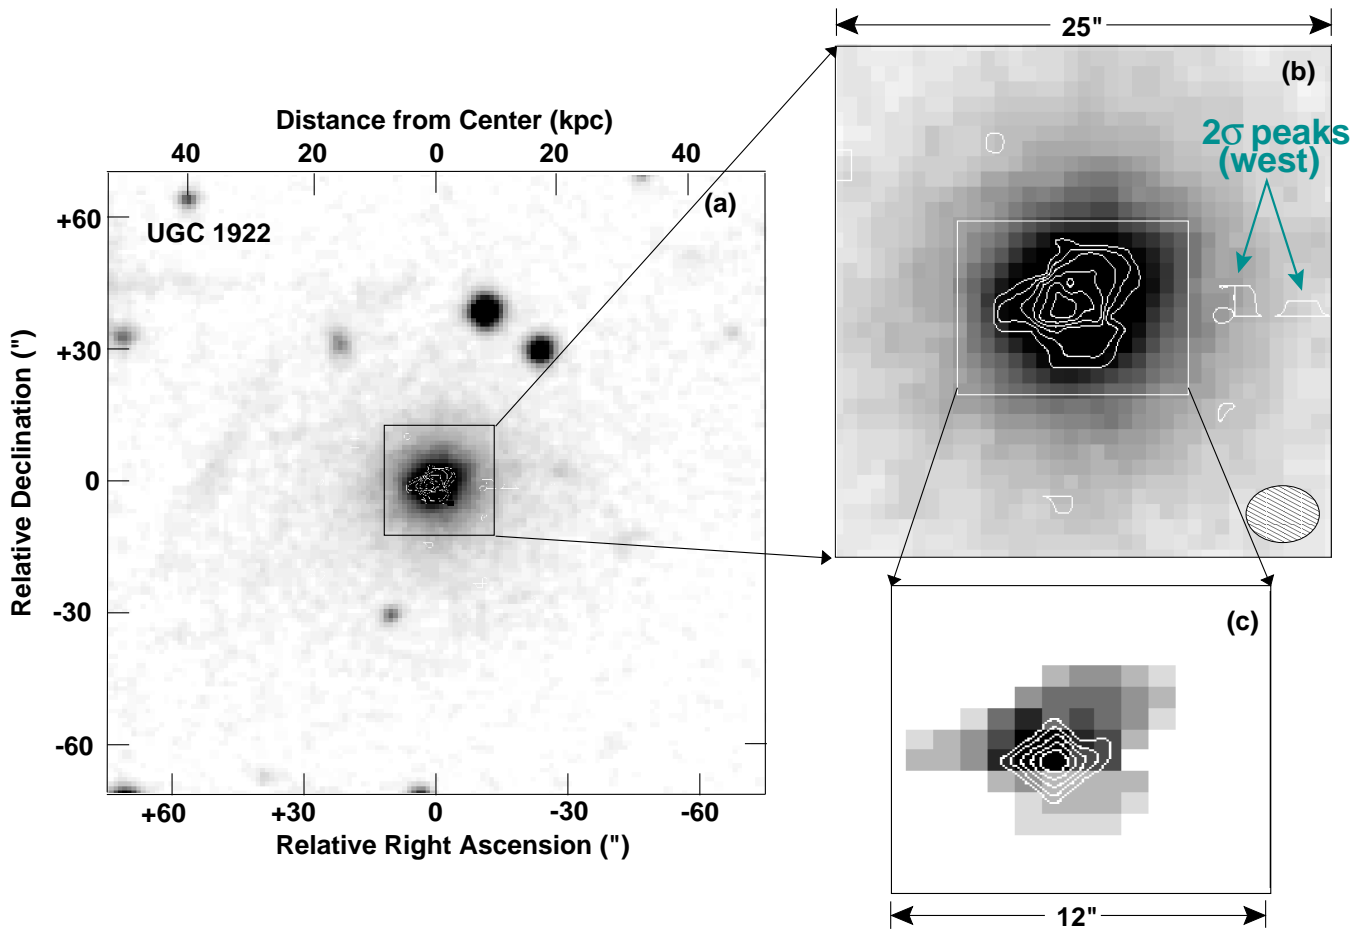 25"
(b)
2σ peaks
(west)
Distance from Center (kpc)
40 20 0 20 40
(a)
UGC 1922
+60
+30
0
-30
-60
Relative Declination (")
+60 +30 0 -30 -60
Relative Right Ascension (")
(c)
12"